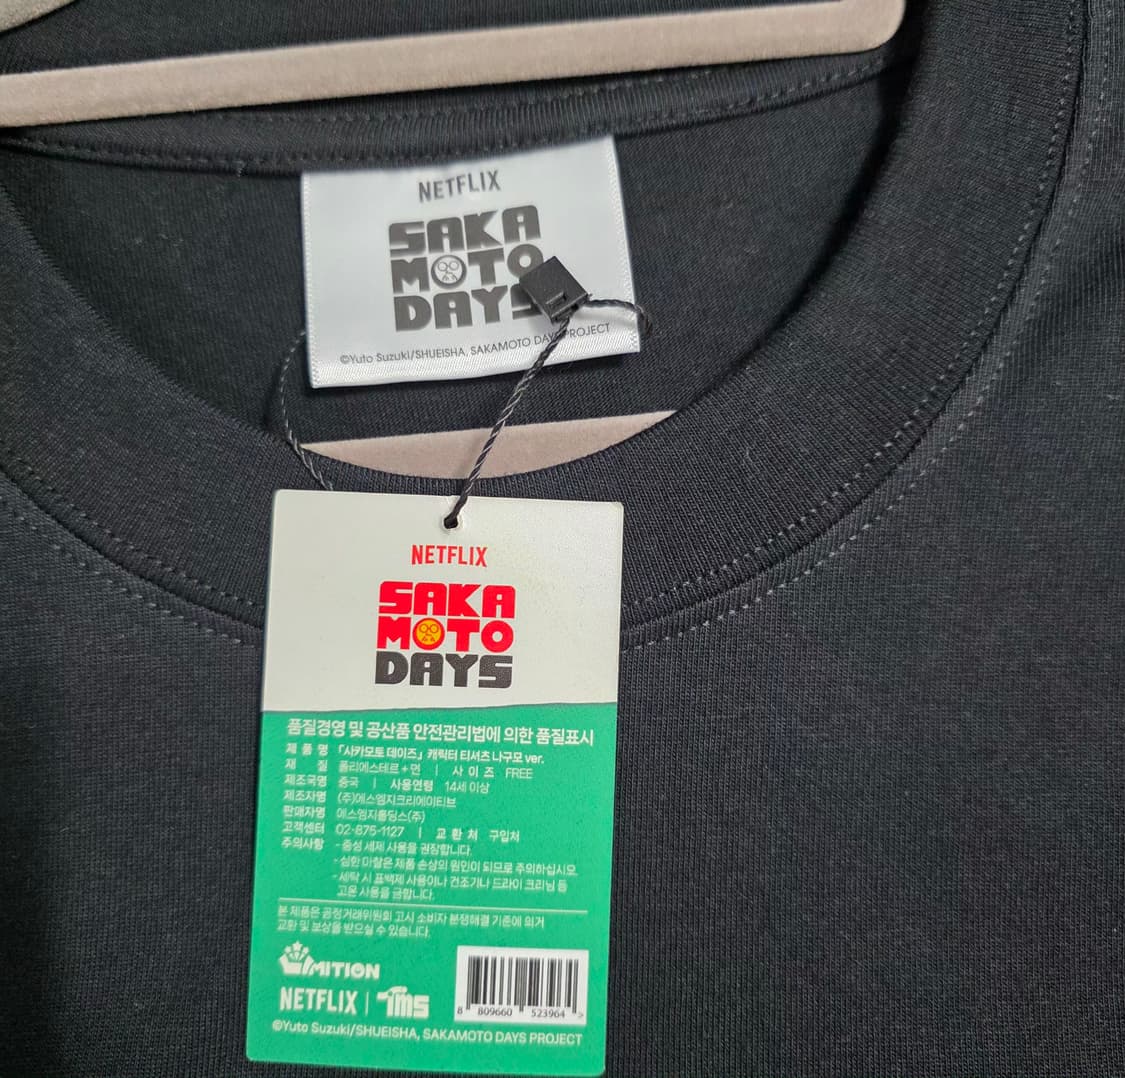 NETFLIX
SAKA
MOTO
DAYS
©Yuto Suzuki/SHUEISHA, SAKAMOTO DAYS PROJECT
NETFLIX
SAKA
MOTO
DAYS
품질경영 및 공산품 안전관리법에 의한 품질표시
제 품 명 「사카모토 데이즈」 캐릭터 티셔츠 나구모 ver.
재 질 폴리에스테르+면 | 사 이 즈 FREE
제조국명 중국 | 사용연령 14세 이상
제조자명 (주)에스엠지크리에이티브
판매자명 에스엠지홀딩스(주)
고객센터 02-875-1127 | 교 환 처 구입처
주의사항 - 중성 세제 사용을 권장합니다.
- 심한 마찰은 제품 손상의 원인이 되므로 주의하십시오.
- 세탁 시 표백제 사용이나 건조기나 드라이 크리닝 등
고온 사용을 금합니다.
본 제품은 공정거래위원회 고시 소비자 분쟁해결 기준에 의거
교환 및 보상을 받으실 수 있습니다.
MITION
NETFLIX | TMS
8 809660 523964 >
©Yuto Suzuki/SHUEISHA, SAKAMOTO DAYS PROJECT